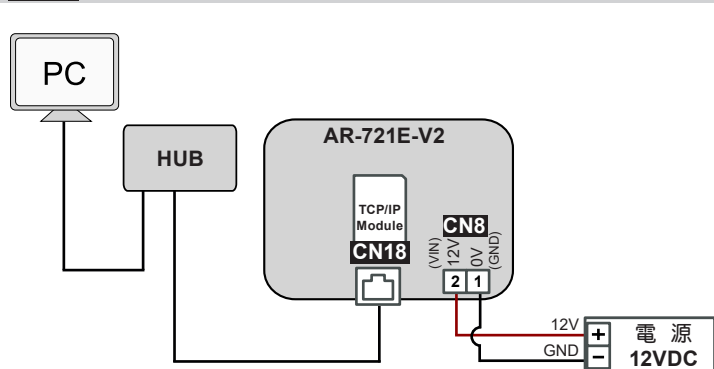 PC
HUB
AR-721E-V2
TCP/IP
Module
CN18
CN8
(VIN)
12V
0V
(GND)
2 1
12V
GND
+
−
電 源
12VDC